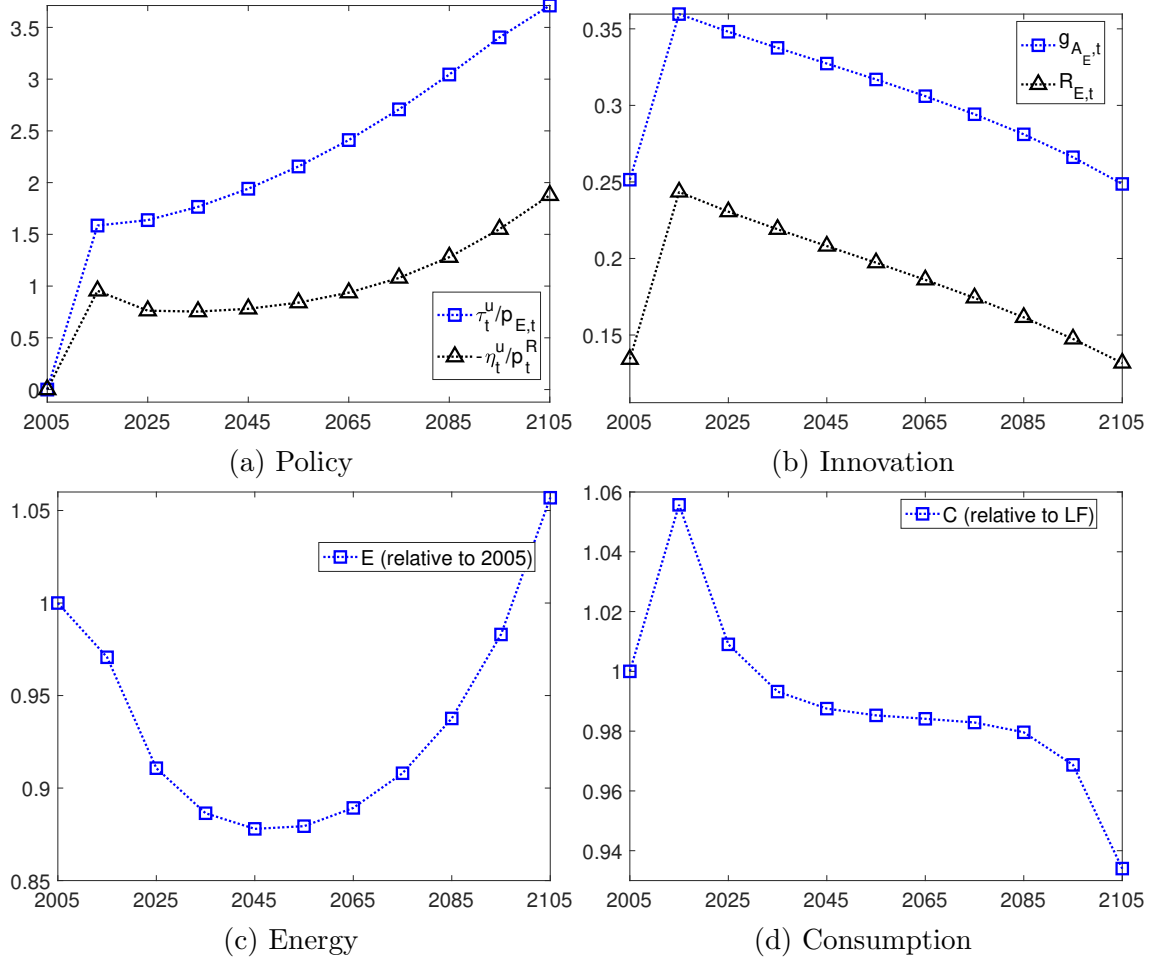 3.5
3
2.5
2
1.5
1
0.5
0
2005 2025 2045 2065 2085 2105
τ_t^u/p_{E,t}
-η_t^u/p_t^R
(a) Policy
0.35
0.3
0.25
0.2
0.15
2005 2025 2045 2065 2085 2105
g_{A_E,t}
R_{E,t}
(b) Innovation
1.05
1
0.95
0.9
0.85
2005 2025 2045 2065 2085 2105
E (relative to 2005)
(c) Energy
1.06
1.04
1.02
1
0.98
0.96
0.94
2005 2025 2045 2065 2085 2105
C (relative to LF)
(d) Consumption